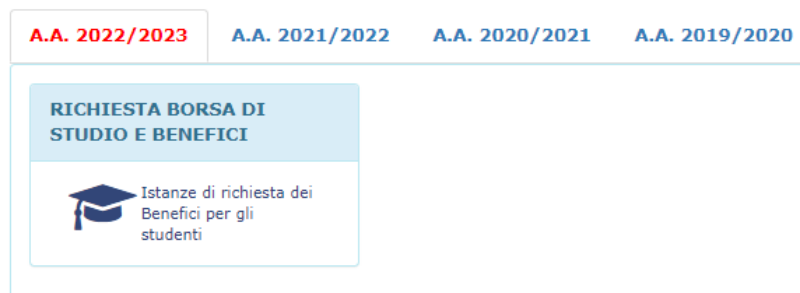 A.A. 2022/2023 A.A. 2021/2022 A.A. 2020/2021 A.A. 2019/2020
RICHIESTA BORSA DI
STUDIO E BENEFICI
Istanze di richiesta dei
Benefici per gli
studenti